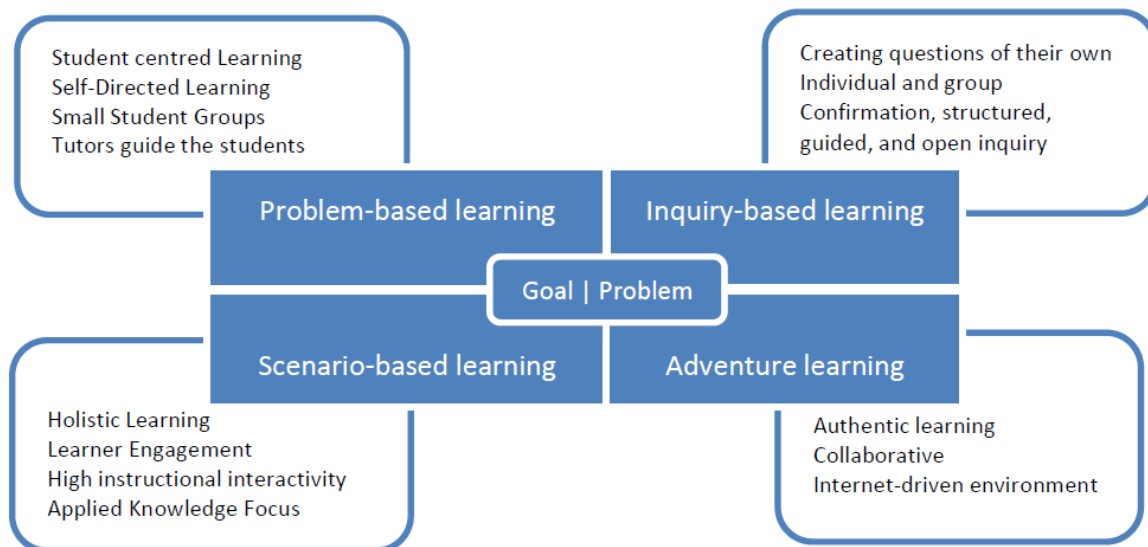 Student centred Learning
Self-Directed Learning
Small Student Groups
Tutors guide the students
Creating questions of their own
Individual and group
Confirmation, structured,
guided, and open inquiry
Problem-based learning
Inquiry-based learning
Goal | Problem
Scenario-based learning
Adventure learning
Holistic Learning
Learner Engagement
High instructional interactivity
Applied Knowledge Focus
Authentic learning
Collaborative
Internet-driven environment